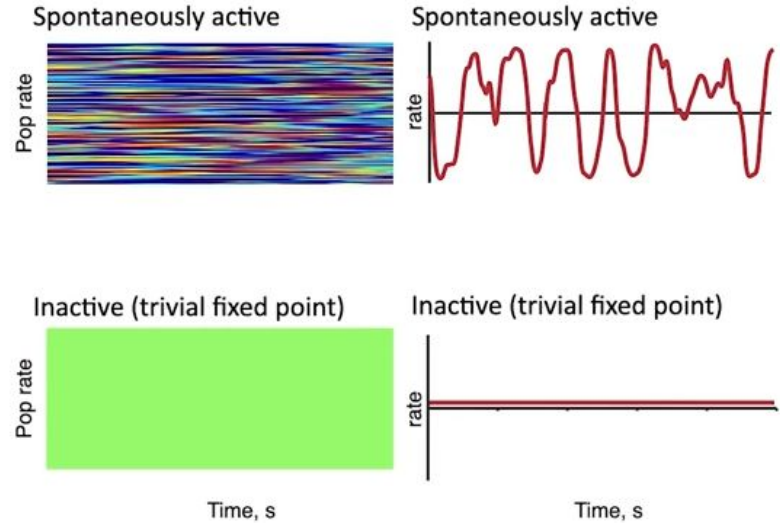 Spontaneously active
Spontaneously active
Pop rate
rate
Inactive (trivial fixed point)
Inactive (trivial fixed point)
Pop rate
rate
Time, s
Time, s